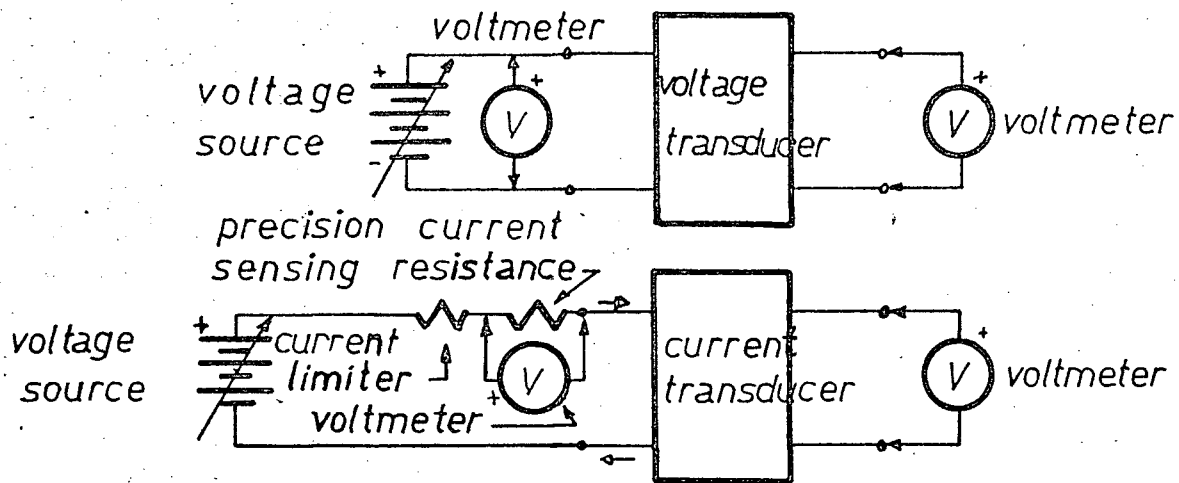 voltmeter
+
voltage
source
-
+
V
voltage
transducer
+
V
voltmeter
precision current
sensing resistance
+
voltage
source
current
limiter
V
+
voltmeter
current
transducer
+
V
voltmeter